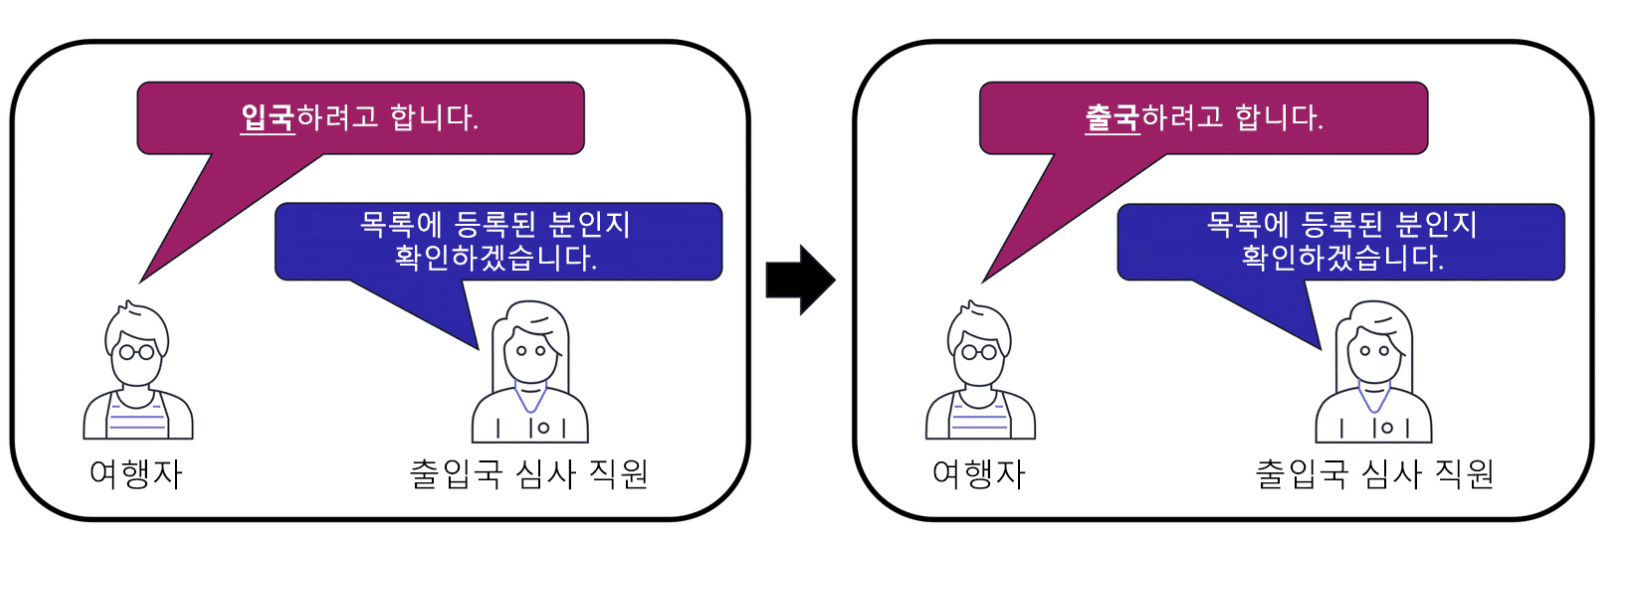 입국하려고 합니다.
목록에 등록된 분인지
확인하겠습니다.
여행자
출입국 심사 직원
출국하려고 합니다.
목록에 등록된 분인지
확인하겠습니다.
여행자
출입국 심사 직원